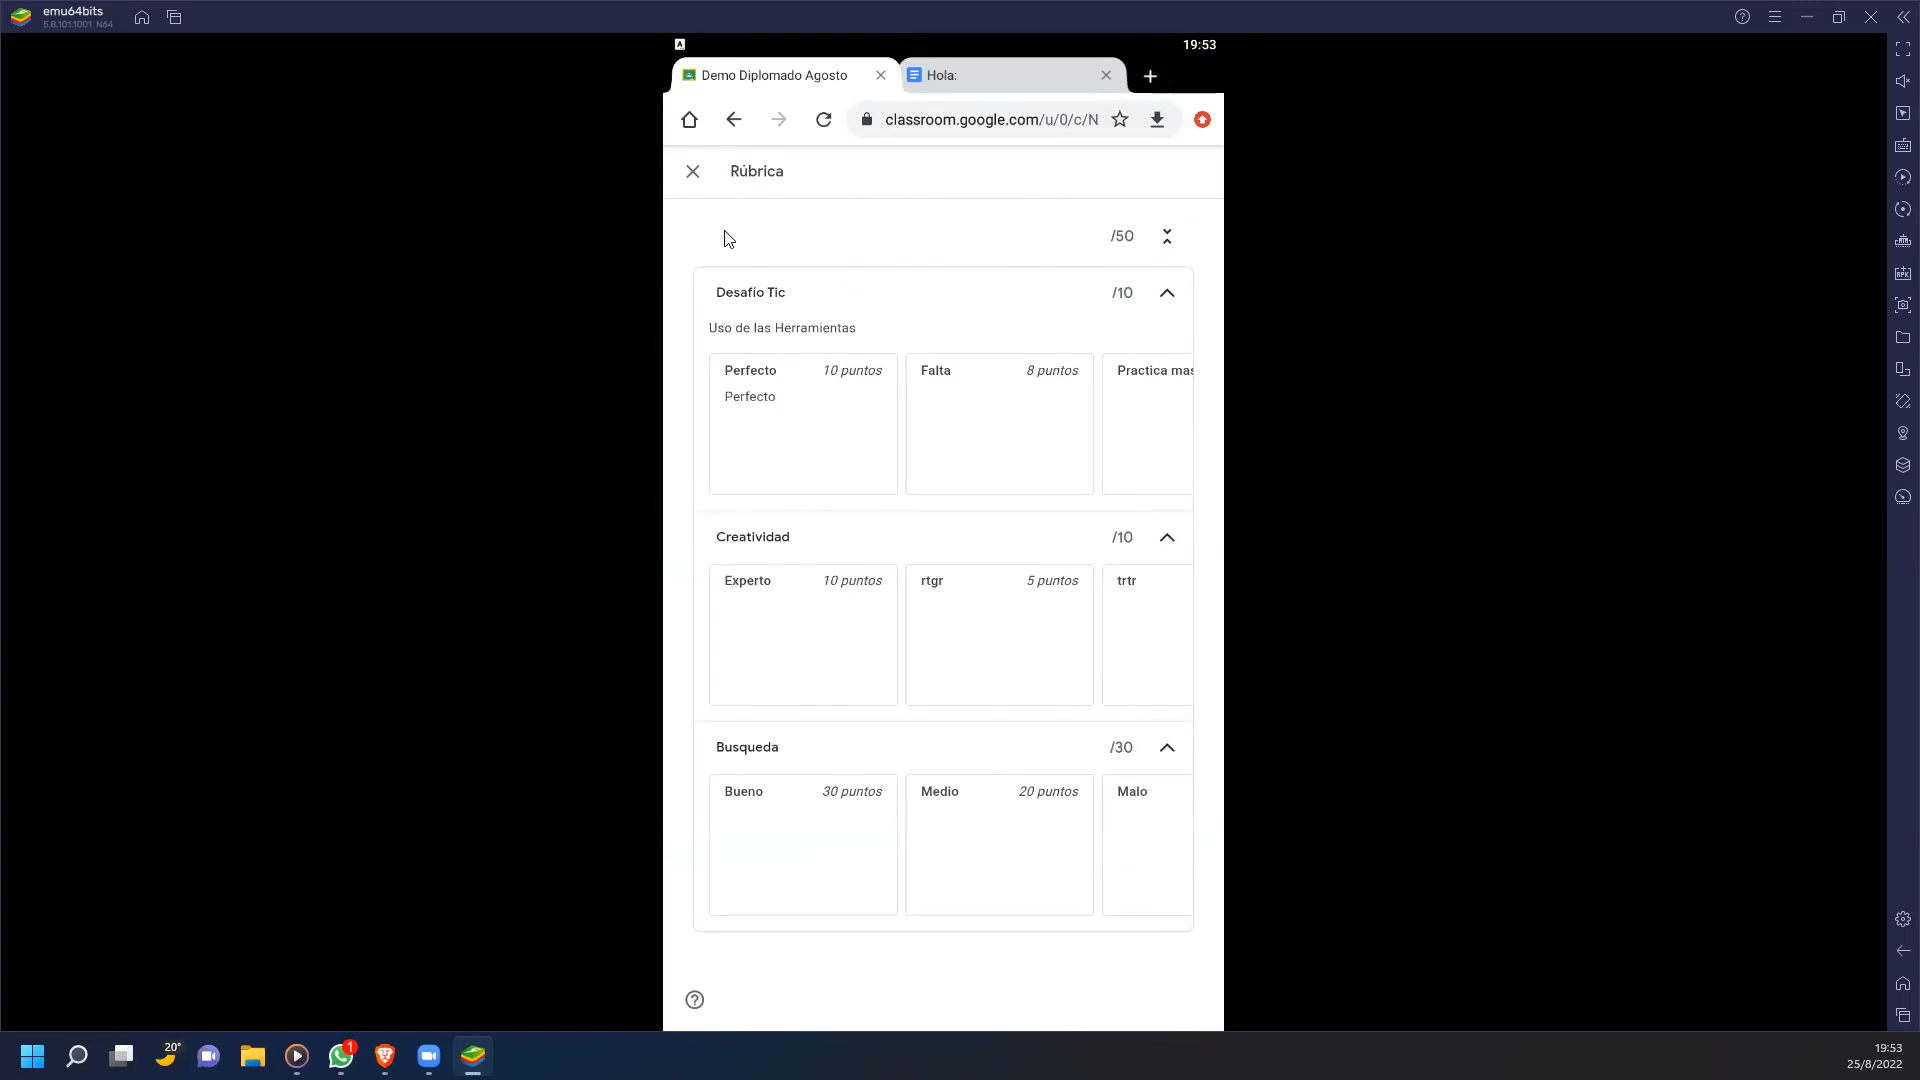 emu64bits
5.8.101.1001 N64
19:53
Demo Diplomado Agosto
Hola:
classroom.google.com/u/0/c/N
Rúbrica
/50
Desafío Tic /10
Uso de las Herramientas
Perfecto 10 puntos Falta 8 puntos Practica mas
Perfecto
Creatividad /10
Experto 10 puntos rtgr 5 puntos trtr
Busqueda /30
Bueno 30 puntos Medio 20 puntos Malo
20°
1
19:53
25/8/2022